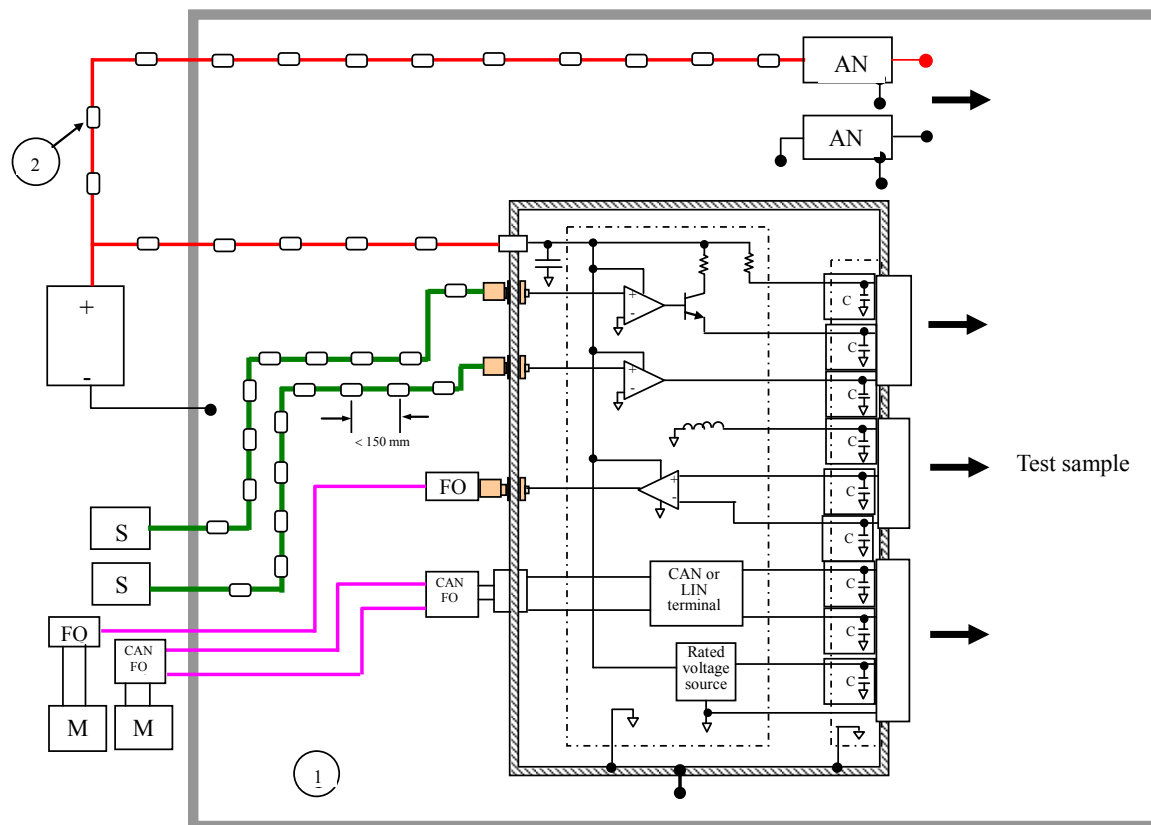 AN
AN
2
+
-
+
-
C
C
+
-
C
< 150 mm
C
Test sample
FO
+
-
C
S
C
S
CAN
FO
CAN or
LIN
terminal
C
C
FO
CAN
FO
Rated
voltage
source
C
M
M
1